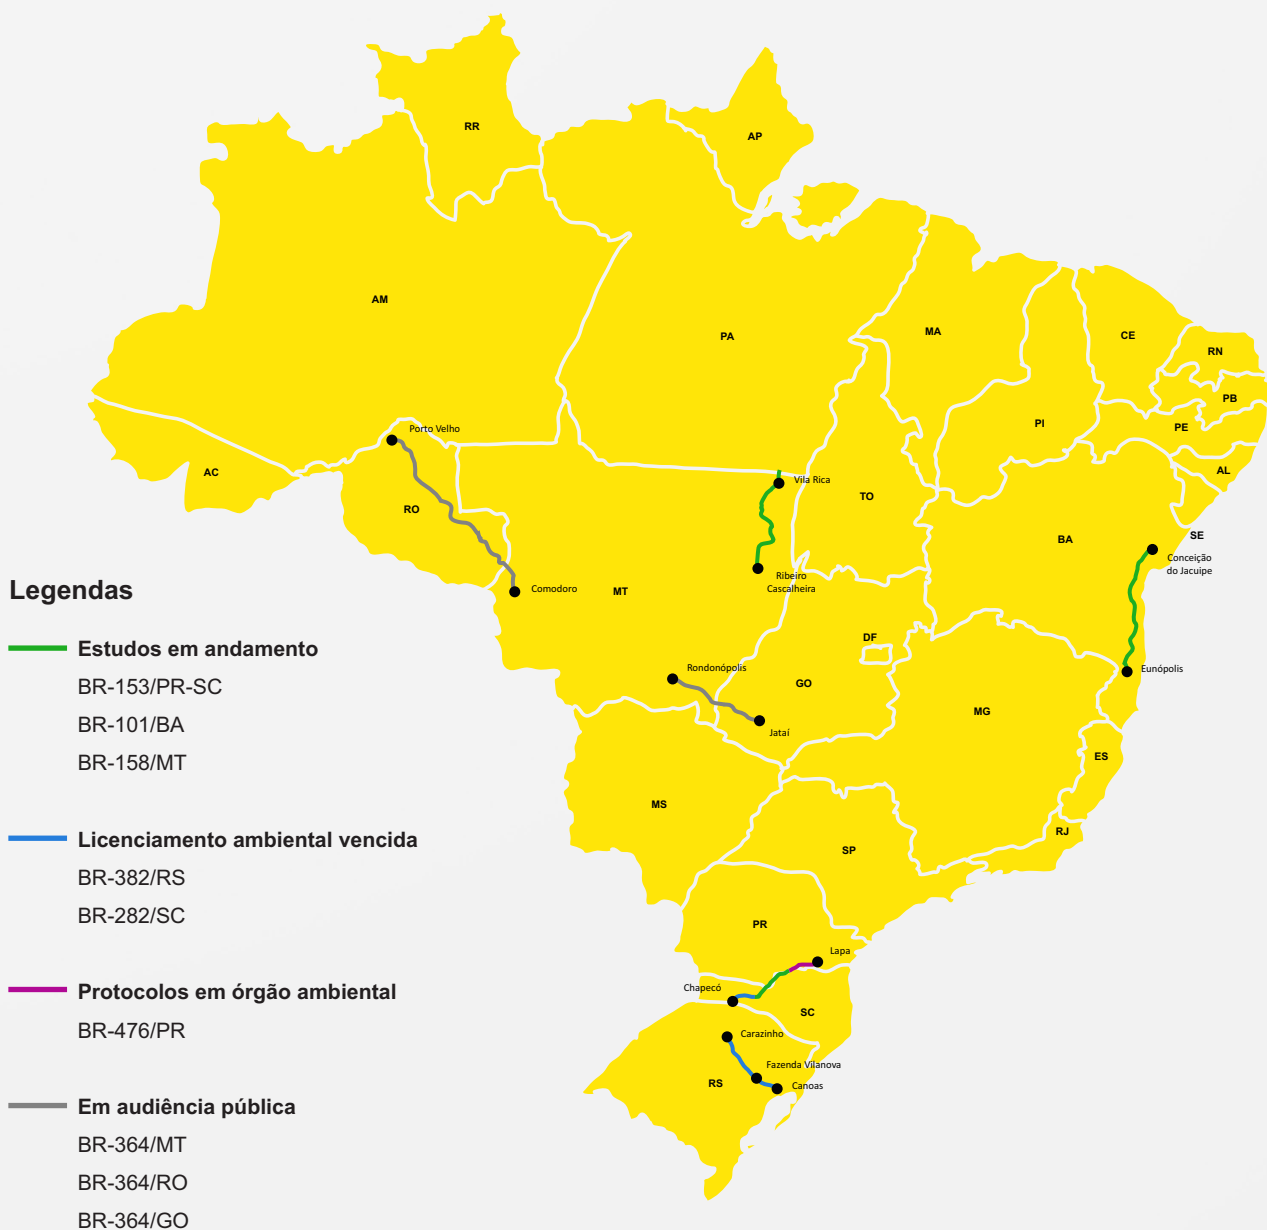 RR
AP
AM
PA
MA
CE
RN
PB
PI
PE
AL
Porto Velho
AC
Vila Rica
TO
RO
BA
SE
Conceição
do Jacuipe
Ribeiro
Cascalheira
Comodoro
MT
DF
Rondonópolis
Eunópolis
GO
MG
Jataí
ES
MS
RJ
SP
PR
Lapa
Chapecó
SC
Carazinho
Fazenda Vilanova
RS
Canoas
Legendas
Estudos em andamento
BR-153/PR-SC
BR-101/BA
BR-158/MT
Licenciamento ambiental vencida
BR-382/RS
BR-282/SC
Protocolos em órgão ambiental
BR-476/PR
Em audiência pública
BR-364/MT
BR-364/RO
BR-364/GO